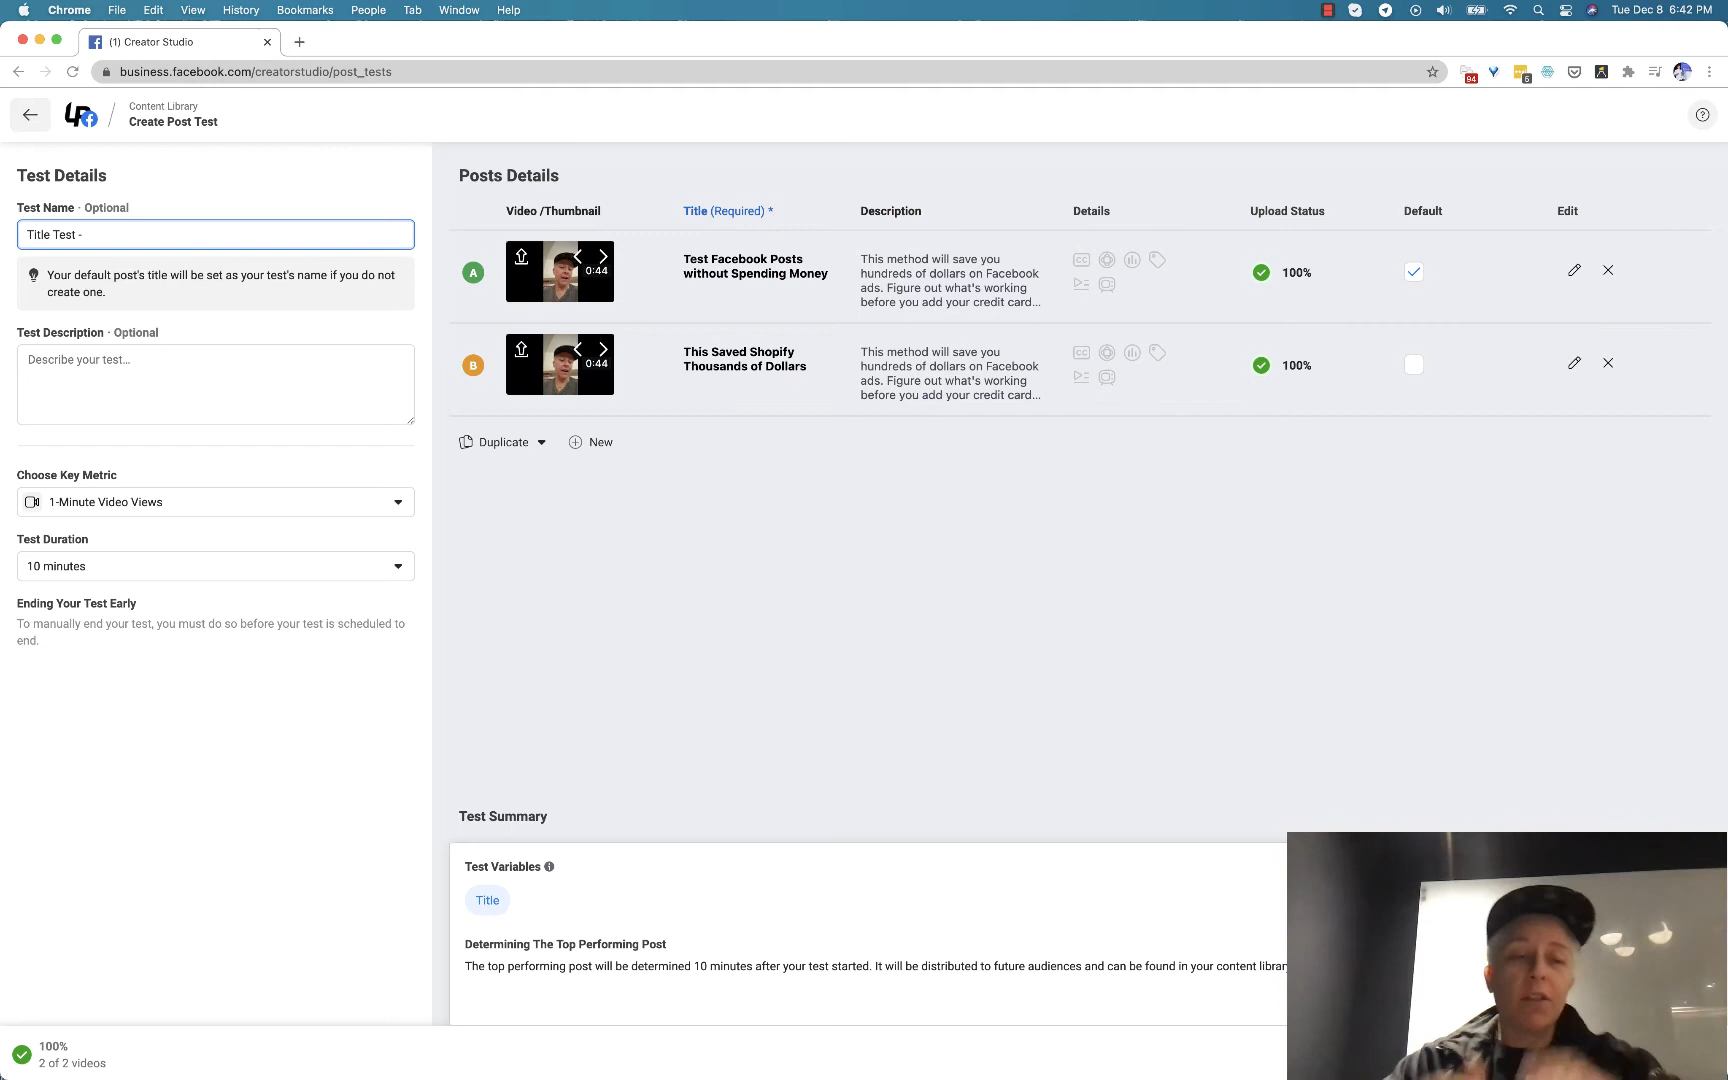 Chrome File Edit View History Bookmarks People Tab Window Help Tue Dec 8 6:42 PM
(1) Creator Studio
business.facebook.com/creatorstudio/post_tests
94 6
Content Library
Create Post Test
Test Details
Test Name · Optional
Title Test -
Your default post's title will be set as your test's name if you do not
create one.
Test Description · Optional
Describe your test...
Choose Key Metric
1-Minute Video Views
Test Duration
10 minutes
Ending Your Test Early
To manually end your test, you must do so before your test is scheduled to
end.
Posts Details
Video /Thumbnail Title (Required) * Description Details Upload Status Default Edit
A
0:44
Test Facebook Posts
without Spending Money
This method will save you
hundreds of dollars on Facebook
ads. Figure out what's working
before you add your credit card...
CC
100%
B
0:44
This Saved Shopify
Thousands of Dollars
This method will save you
hundreds of dollars on Facebook
ads. Figure out what's working
before you add your credit card...
CC
100%
Duplicate New
Test Summary
Test Variables
Title
Determining The Top Performing Post
The top performing post will be determined 10 minutes after your test started. It will be distributed to future audiences and can be found in your content library
100%
2 of 2 videos